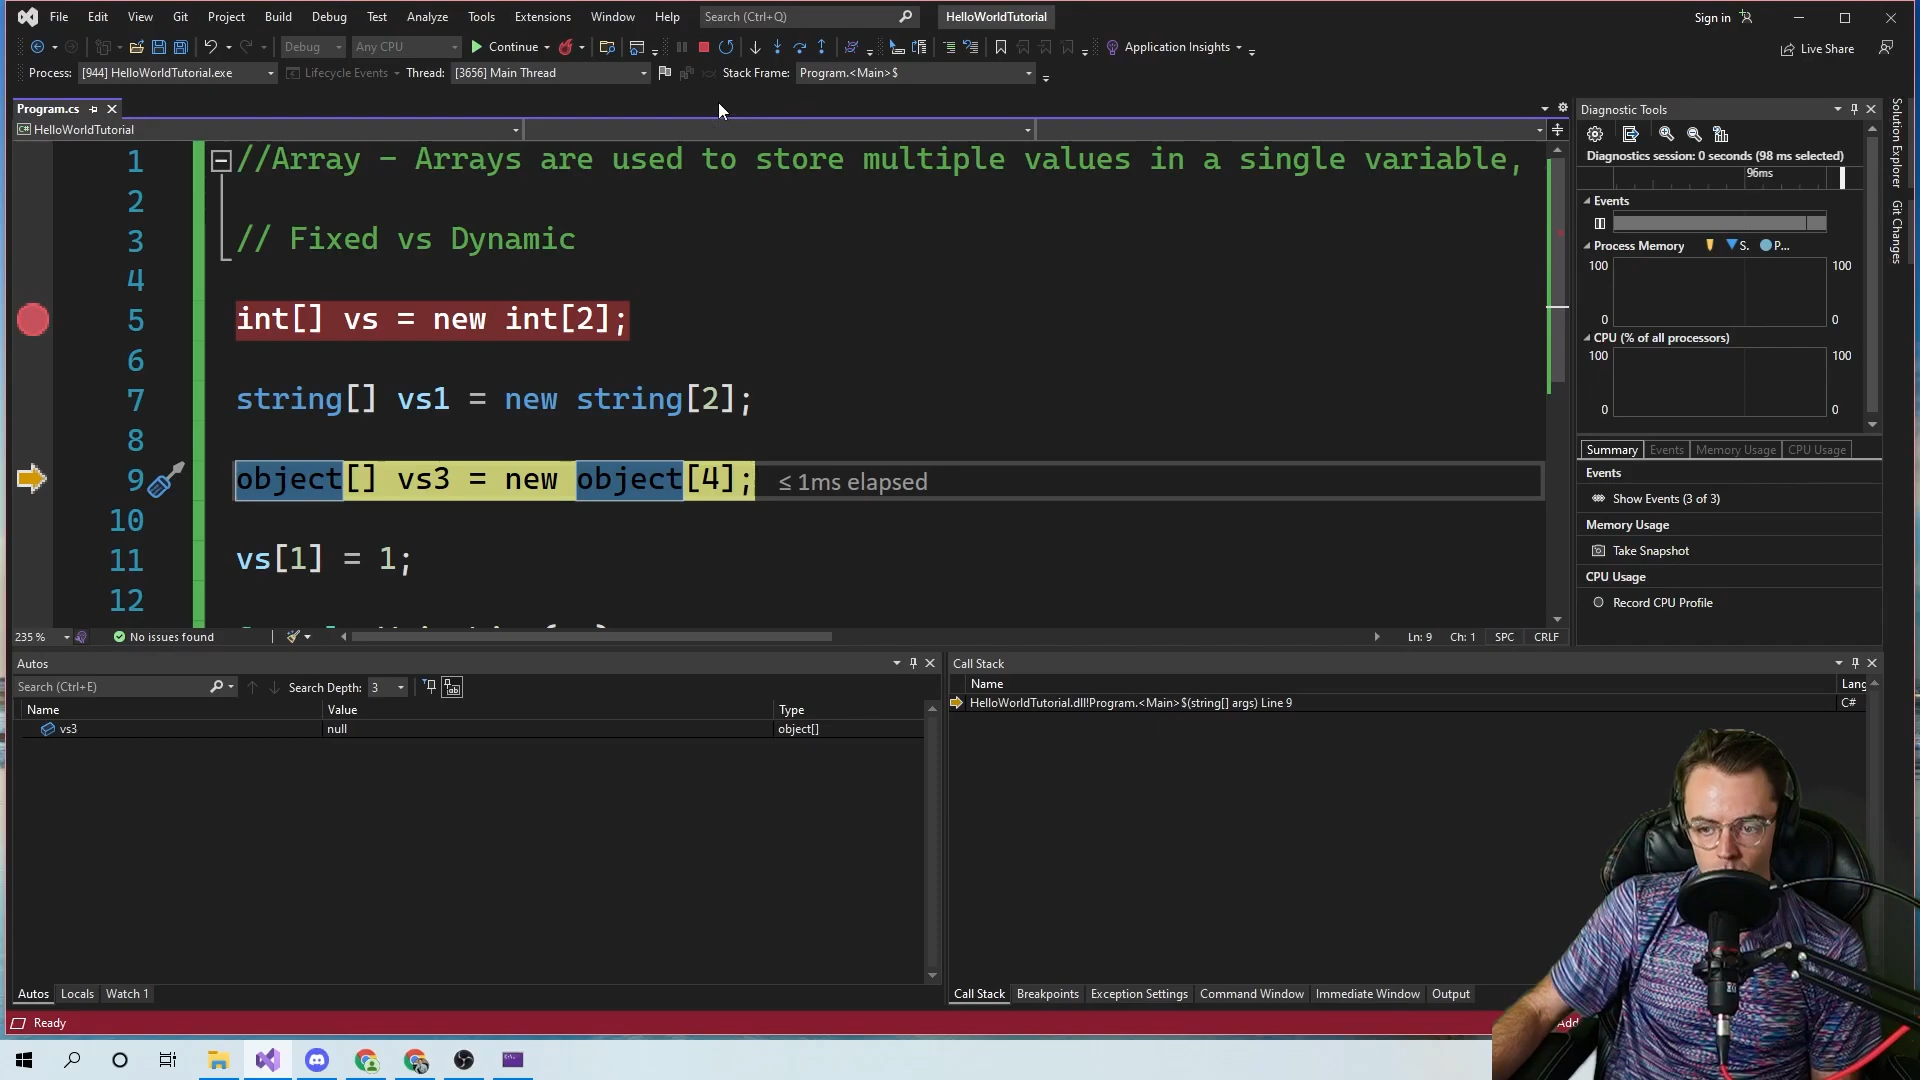 File Edit View Git Project Build Debug Test Analyze Tools Extensions Window Help Search (Ctrl+Q) HelloWorldTutorial Sign in
Debug Any CPU Continue Application Insights Live Share
Process: [944] HelloWorldTutorial.exe Lifecycle Events Thread: [3656] Main Thread Stack Frame: Program.<Main>$
Program.cs
HelloWorldTutorial
1 //Array - Arrays are used to store multiple values in a single variable,
2
3 // Fixed vs Dynamic
4
5 int[] vs = new int[2];
6
7 string[] vs1 = new string[2];
8
9 object[] vs3 = new object[4]; ≤ 1ms elapsed
10
11 vs[1] = 1;
12
235 % No issues found Ln: 9 Ch: 1 SPC CRLF
Diagnostic Tools
Diagnostics session: 0 seconds (98 ms selected)
96ms
Events
Process Memory S. P...
100 100
0 0
CPU (% of all processors)
100 100
0 0
Summary Events Memory Usage CPU Usage
Events
Show Events (3 of 3)
Memory Usage
Take Snapshot
CPU Usage
Record CPU Profile
Solution Explorer
Git Changes
Autos
Search (Ctrl+E) Search Depth: 3
Name Value Type
vs3 null object[]
Autos Locals Watch 1
Call Stack
Name Lang
HelloWorldTutorial.dll!Program.<Main>$(string[] args) Line 9 C#
Call Stack Breakpoints Exception Settings Command Window Immediate Window Output
Ready Add